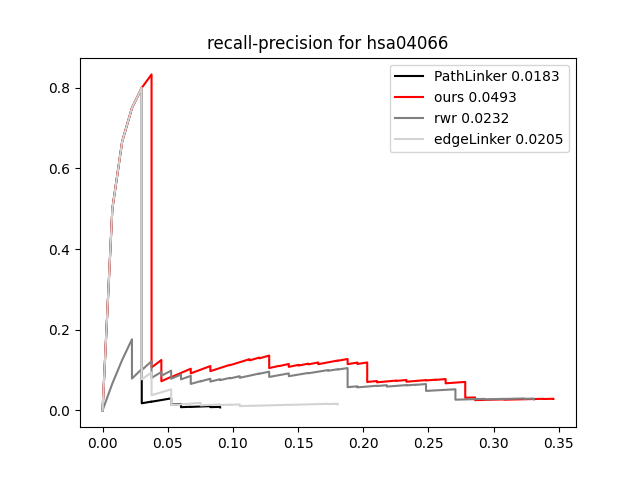 recall-precision for hsa04066
PathLinker 0.0183
ours 0.0493
rwr 0.0232
edgeLinker 0.0205
0.8
0.6
0.4
0.2
0.0
0.00 0.05 0.10 0.15 0.20 0.25 0.30 0.35